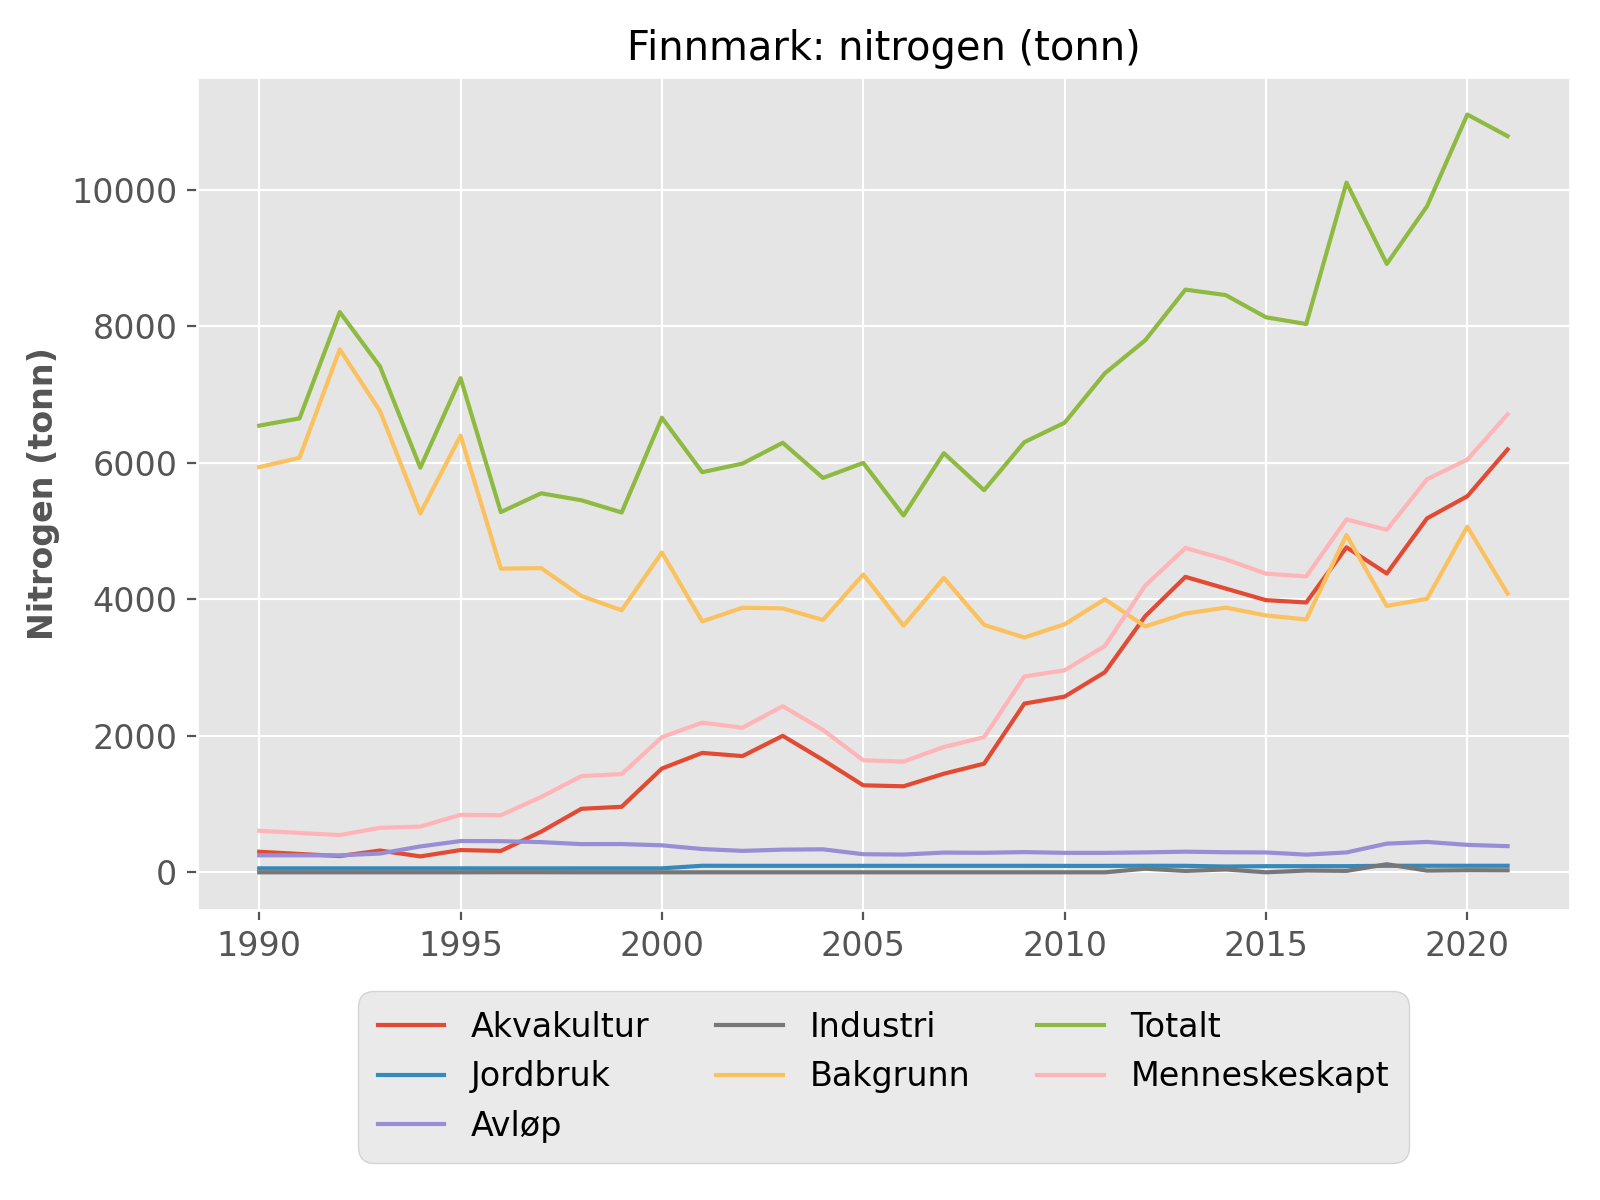 Finnmark: nitrogen (tonn)
Nitrogen (tonn)
10000
8000
6000
4000
2000
0
1990 1995 2000 2005 2010 2015 2020
Akvakultur Industri Totalt
Jordbruk Bakgrunn Menneskeskapt
Avløp